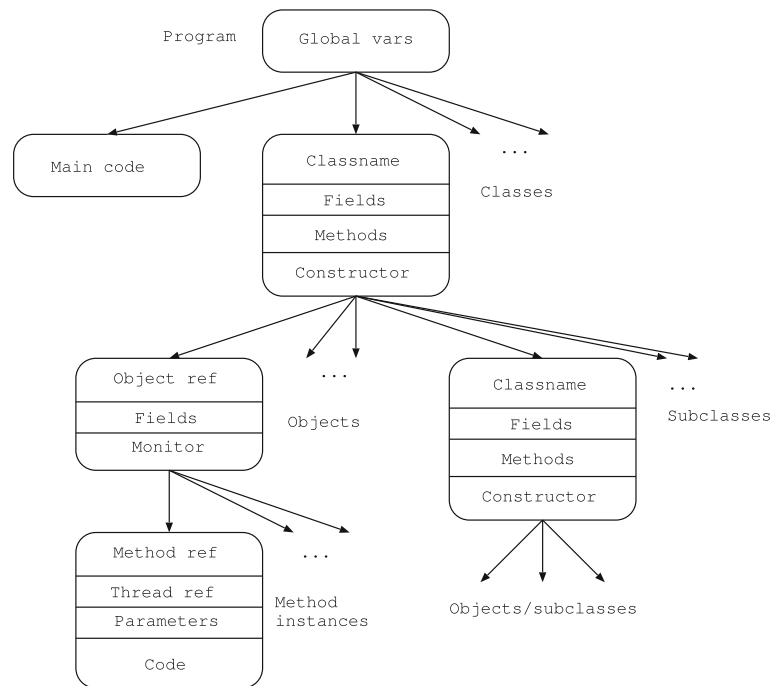 Program
Global vars
Main code
Classname
Fields
Methods
Constructor
...
Classes
Object ref
Fields
Monitor
...
Objects
Classname
Fields
Methods
Constructor
...
Subclasses
Method ref
Thread ref
Parameters
Code
...
Method
instances
Objects/subclasses